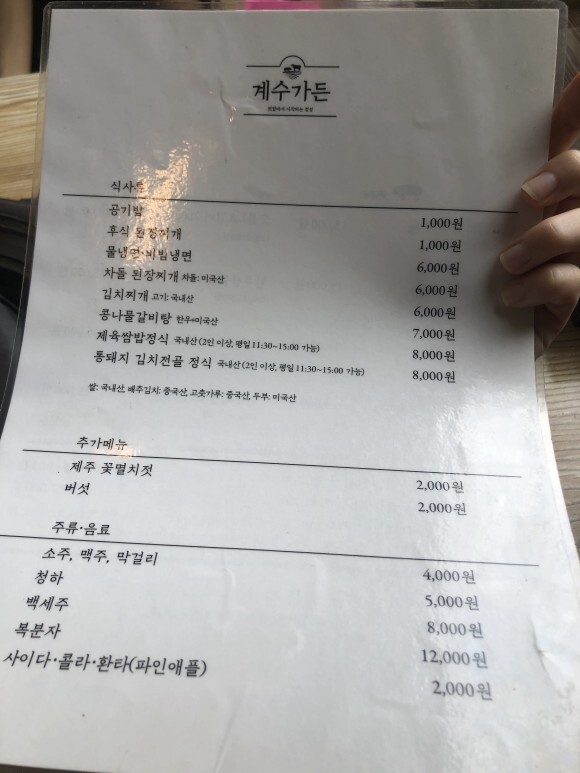 계수가든
식사류
공기밥 1,000원
후식 된장찌개 1,000원
물냉면·비빔냉면 6,000원
차돌 된장찌개 차돌: 미국산 6,000원
김치찌개 고기: 국내산 6,000원
콩나물갈비탕 한우+미국산 7,000원
제육쌈밥정식 국내산 (2인 이상, 평일 11:30~15:00 가능) 8,000원
통돼지 김치전골 정식 국내산 (2인 이상, 평일 11:30~15:00 가능) 8,000원
쌀: 국내산, 배추김치: 중국산, 고춧가루: 중국산, 두부: 미국산
추가메뉴
제주 꽃멸치젓 2,000원
버섯 2,000원
주류·음료
소주, 맥주, 막걸리 4,000원
청하 5,000원
백세주 8,000원
복분자 12,000원
사이다·콜라·환타(파인애플) 2,000원